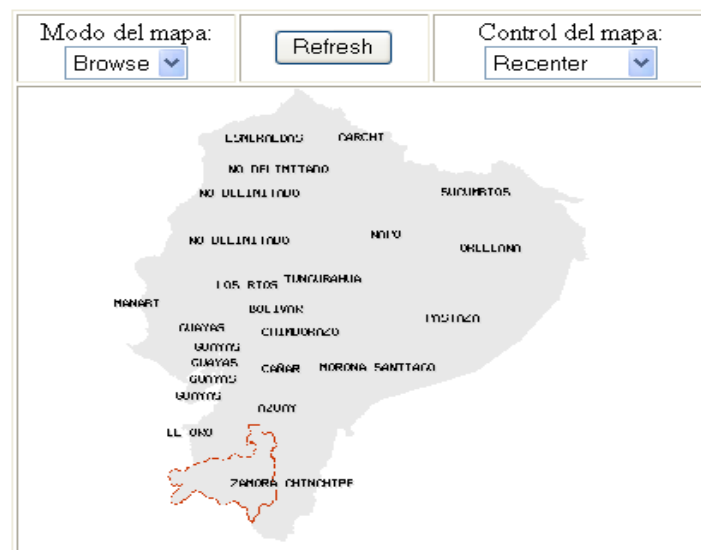 Modo del mapa:
Browse
Refresh
Control del mapa:
Recenter
ESMERALDAS
CARCHI
NO DELIMITADO
NO DELIMITADO
SUCUMBIOS
NO DELIMITADO
NAPO
ORELLANA
LOS RIOS
TUNGURAHUA
MANABI
BOLIVAR
PASTAZA
GUAYAS
CHIMBORAZO
GUAYAS
GUAYAS
CAÑAR
MORONA SANTIAGO
GUAYAS
GUAYAS
AZUAY
EL ORO
ZAMORA CHINCHIPE